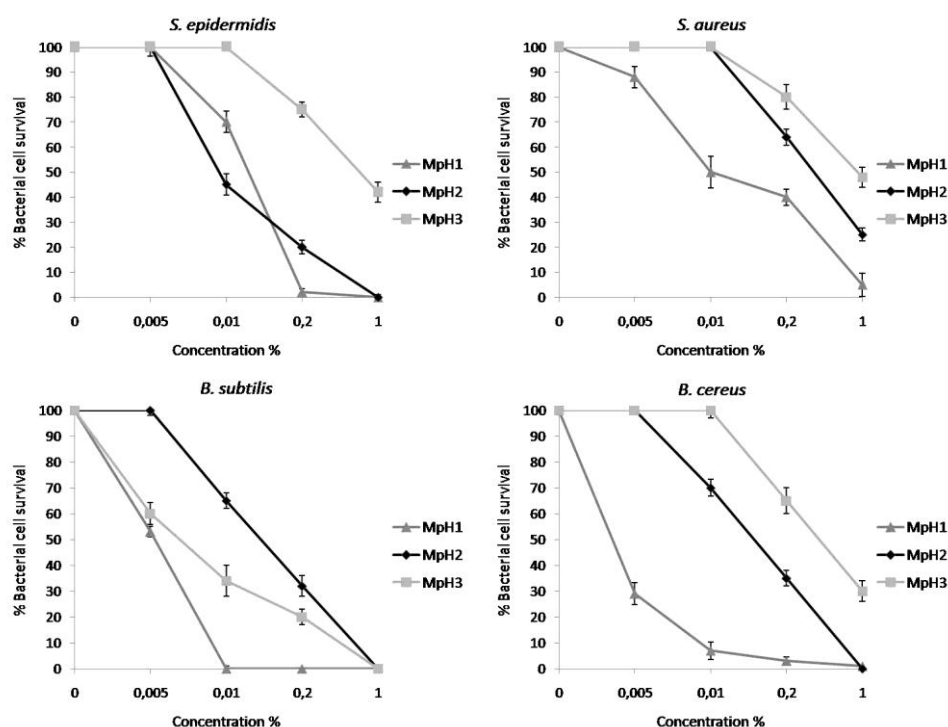 S. epidermidis
100
90
80
70
60
50
40
30
20
10
0
% Bacterial cell survival
0 0,005 0,01 0,2 1
Concentration %
MpH1
MpH2
MpH3
S. aureus
100
90
80
70
60
50
40
30
20
10
0
% Bacterial cell survival
0 0,005 0,01 0,2 1
Concentration %
MpH1
MpH2
MpH3
B. subtilis
100
90
80
70
60
50
40
30
20
10
0
% Bacterial cell survival
0 0,005 0,01 0,2 1
Concentration %
MpH1
MpH2
MpH3
B. cereus
100
90
80
70
60
50
40
30
20
10
0
% Bacterial cell survival
0 0,005 0,01 0,2 1
Concentration %
MpH1
MpH2
MpH3